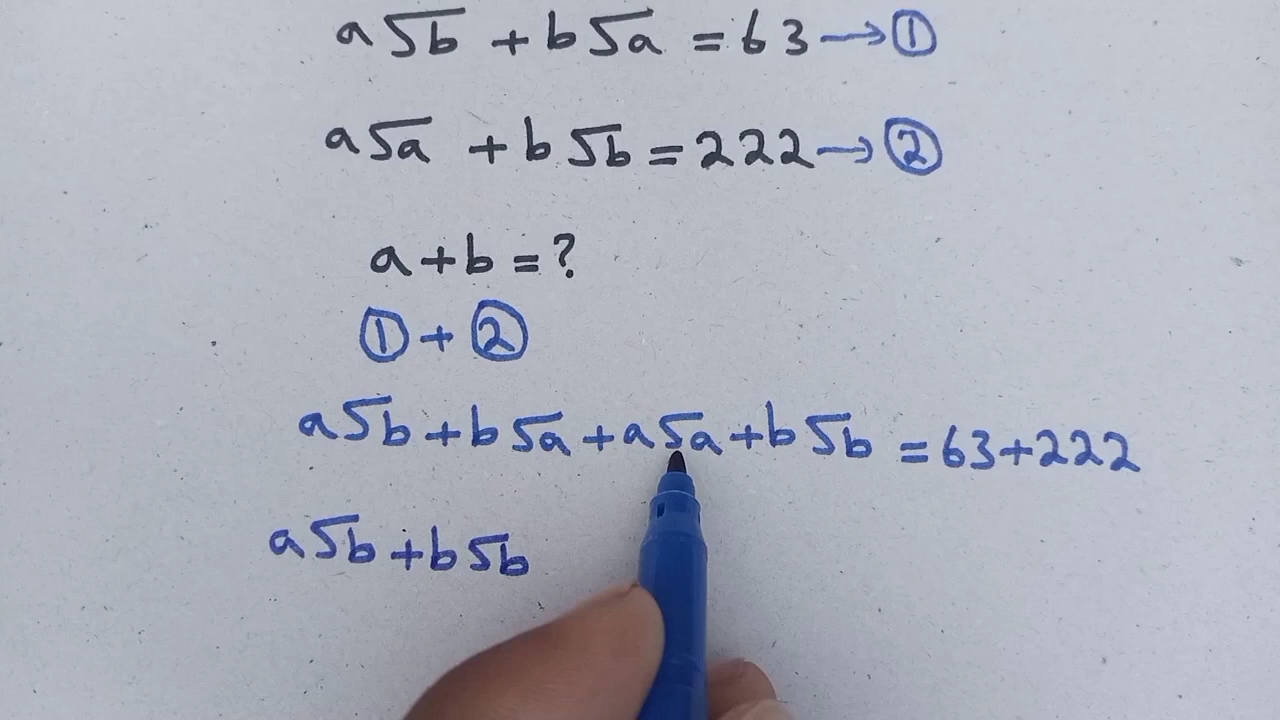 a√b + b√a = 63 → ①
a√a + b√b = 222 → ②
a + b = ?
① + ②
a√b + b√a + a√a + b√b = 63 + 222
a√b + b√b